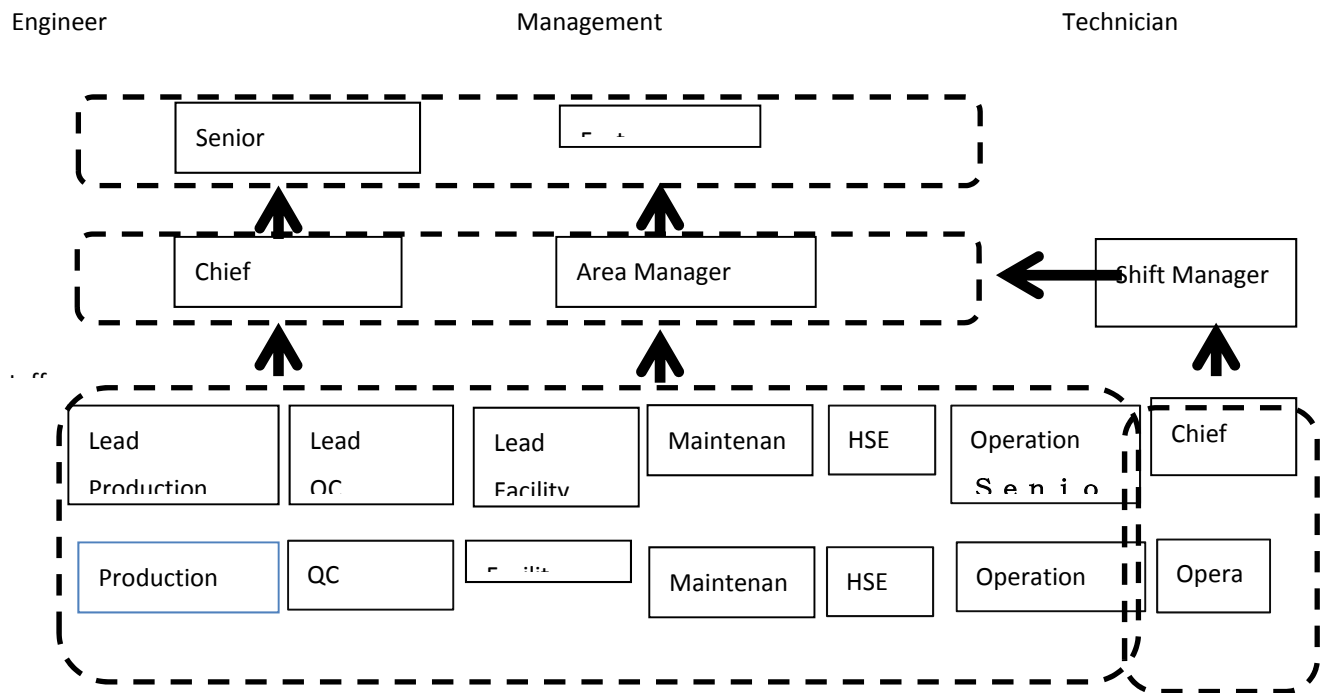 Engineer Management Technician
Senior
Chief Area Manager Shift Manager
Lead Lead Lead Maintenan HSE Operation Chief
Production QC Facility Ｓｅｎｉｏ
Production QC Maintenan HSE Operation Opera